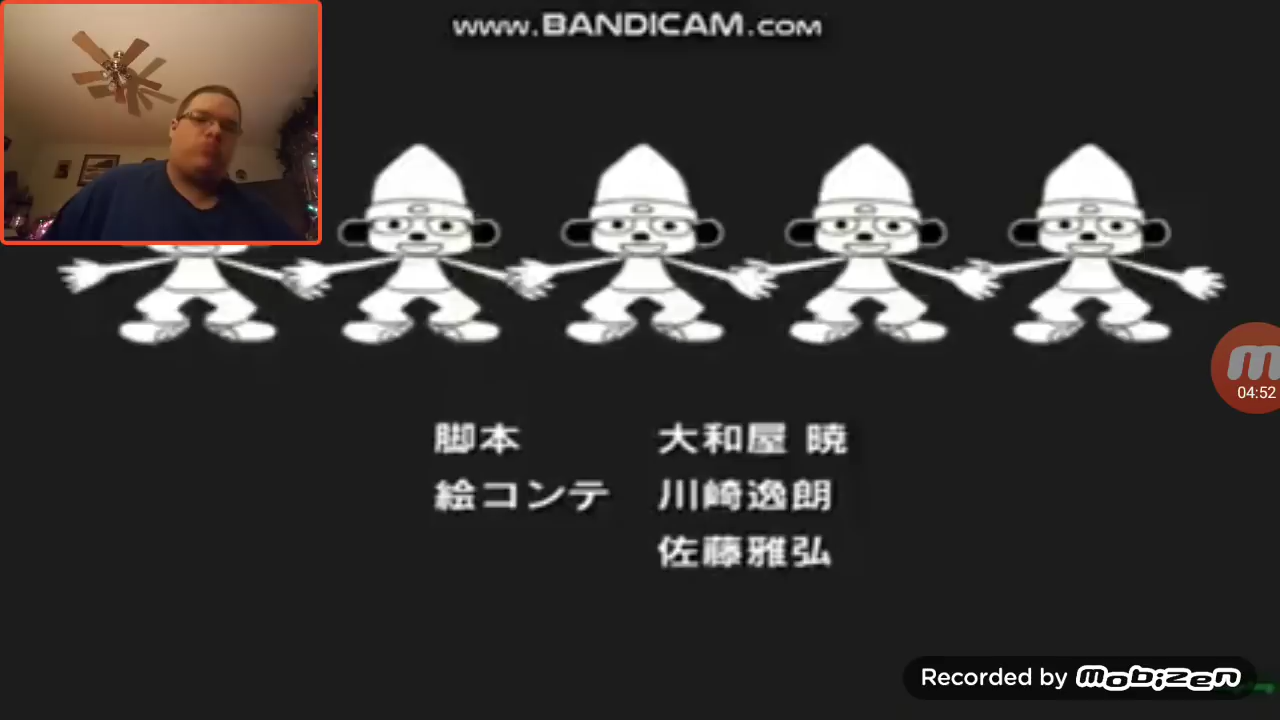 www.BANDICAM.com
04:52
脚本 大和屋 暁
絵コンテ 川崎逸朗
佐藤雅弘
Recorded by mobizen